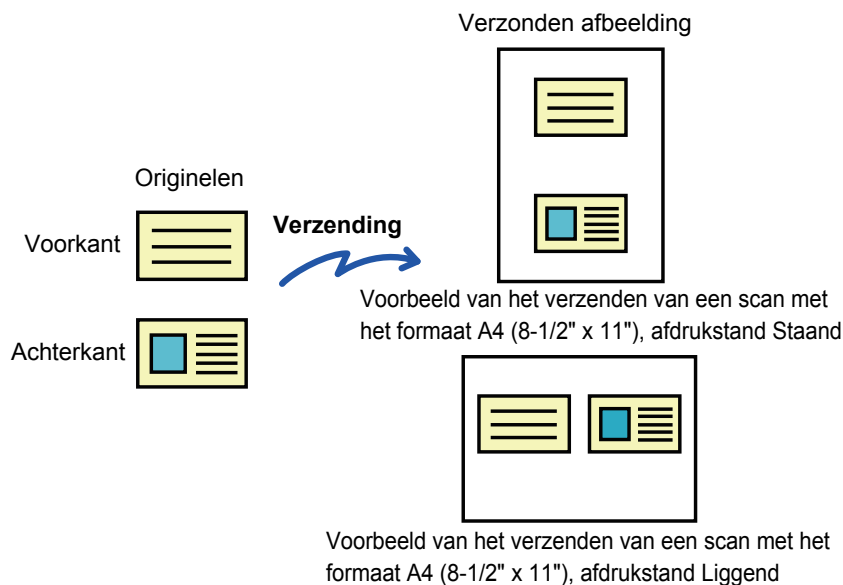 Verzonden afbeelding
Originelen
Voorkant
Verzending
Achterkant
Voorbeeld van het verzenden van een scan met
het formaat A4 (8-1/2" x 11"), afdrukstand Staand
Voorbeeld van het verzenden van een scan met het
formaat A4 (8-1/2" x 11"), afdrukstand Liggend